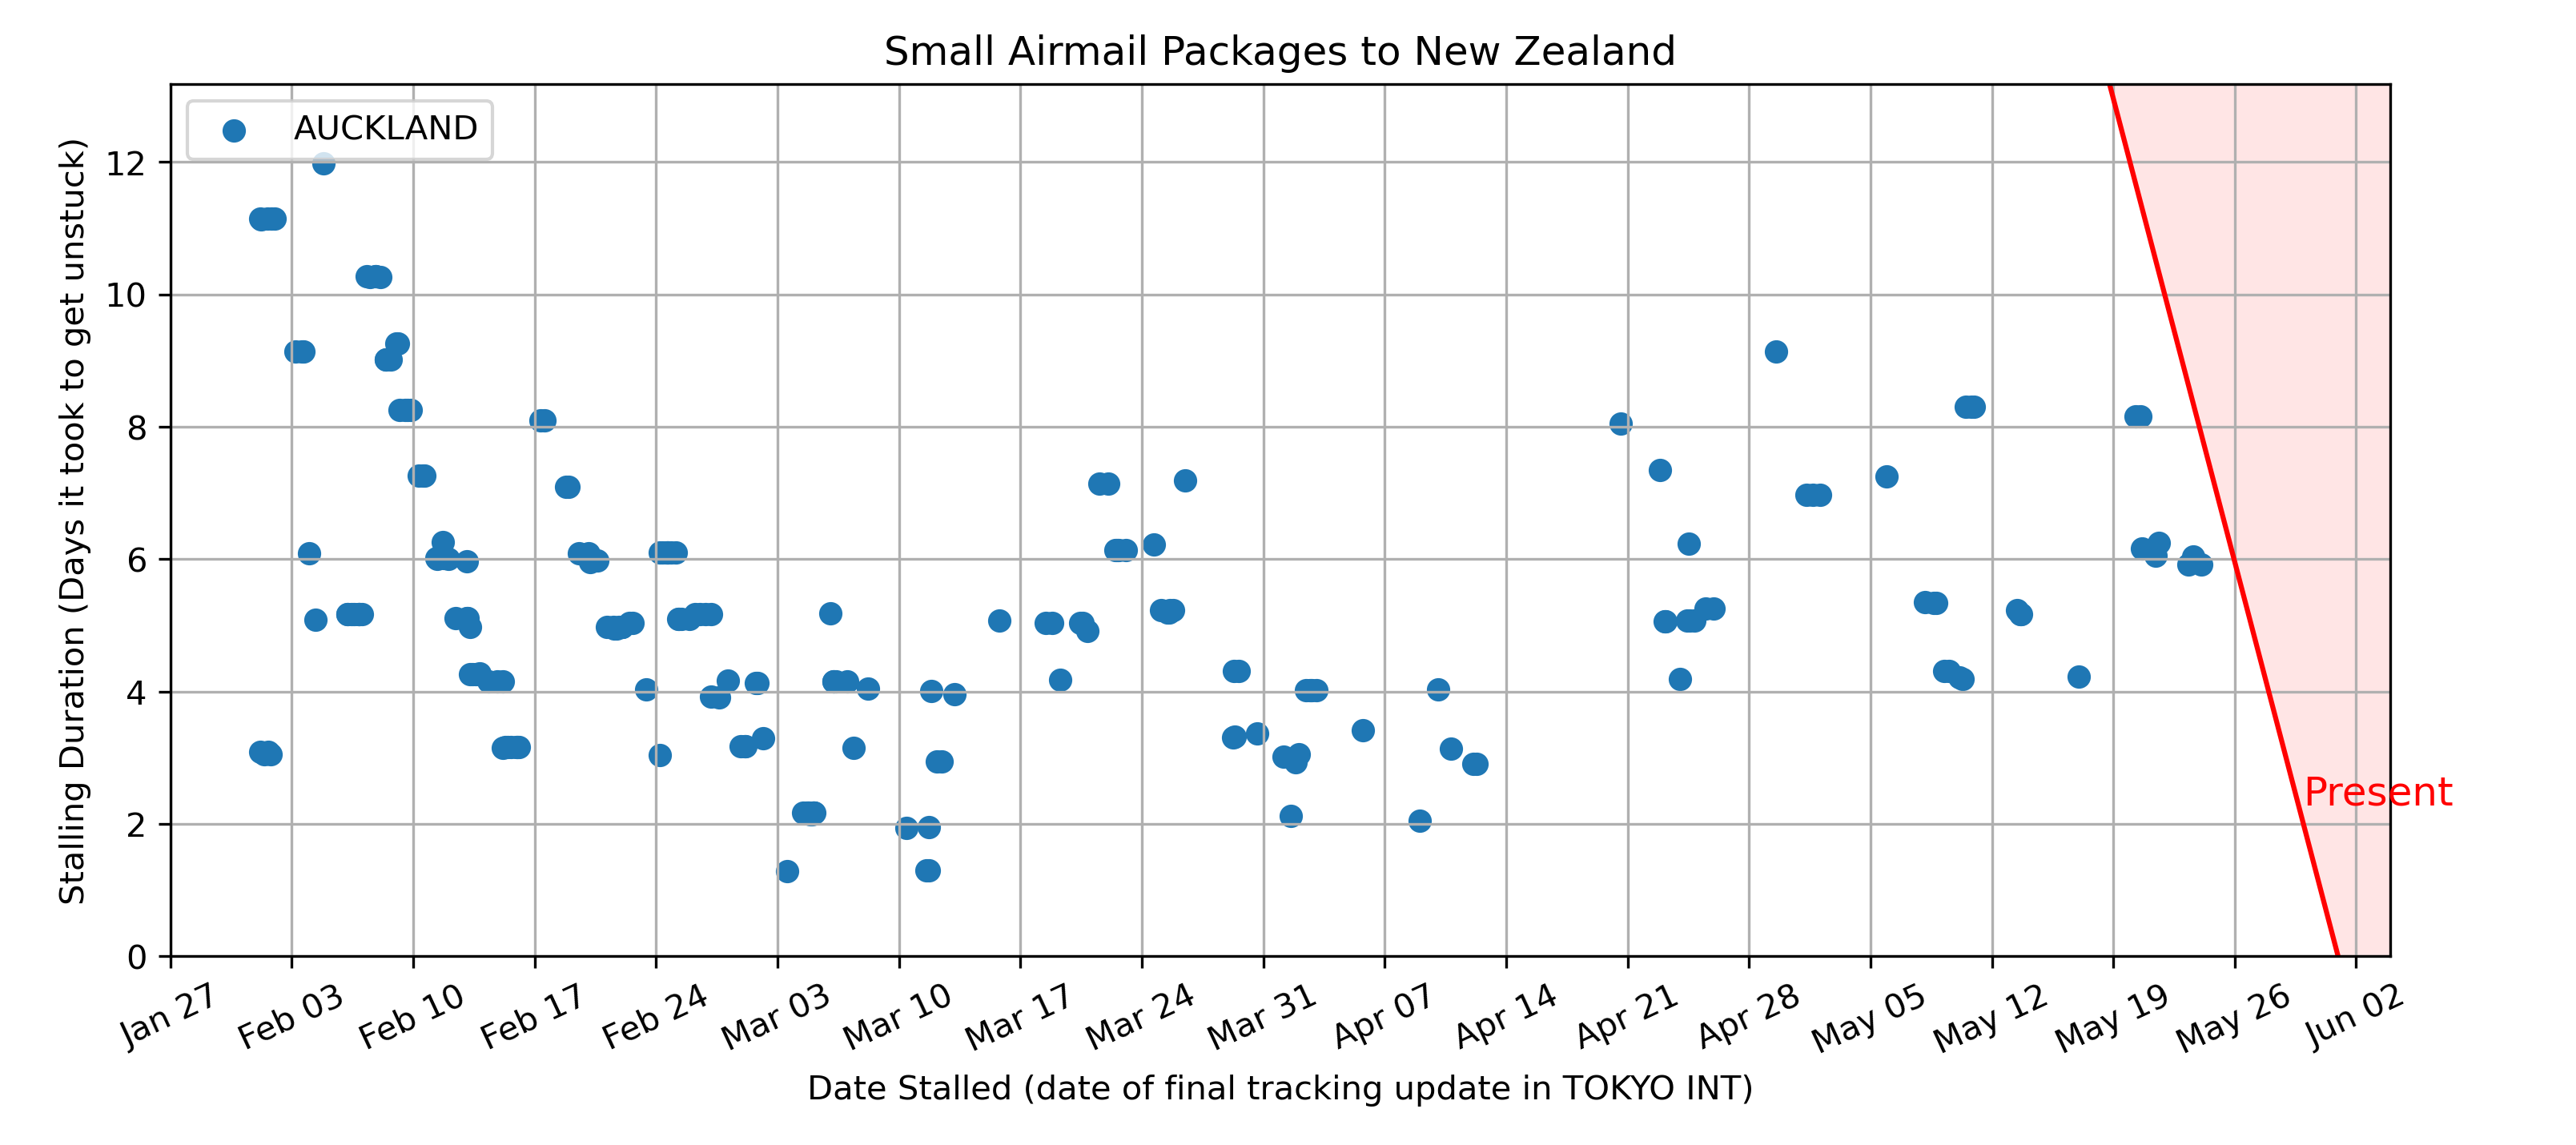 Small Airmail Packages to New Zealand
AUCKLAND
Stalling Duration (Days it took to get unstuck)
12
10
8
6
4
2
0
Present
Jan 27 Feb 03 Feb 10 Feb 17 Feb 24 Mar 03 Mar 10 Mar 17 Mar 24 Mar 31 Apr 07 Apr 14 Apr 21 Apr 28 May 05 May 12 May 19 May 26 Jun 02
Date Stalled (date of final tracking update in TOKYO INT)